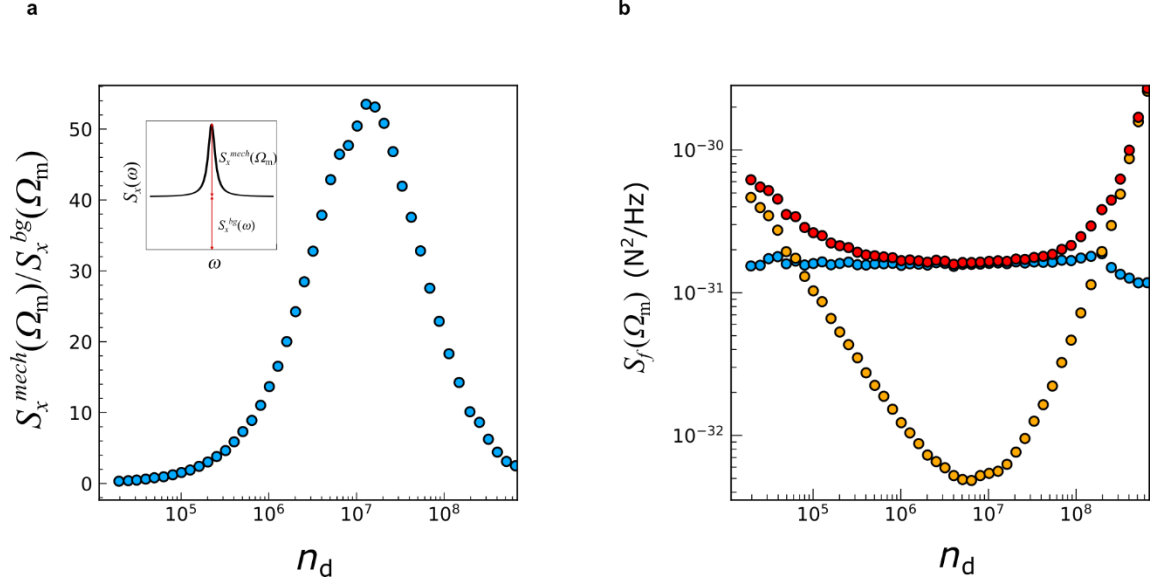 a
b
S_x^{mech}(Ω_m)/S_x^{bg}(Ω_m)
50
40
30
20
10
0
S_x(ω)
S_x^{mech}(Ω_m)
S_x^{bg}(ω)
ω
10^5
10^6
10^7
10^8
n_d
S_f(Ω_m) (N^2/Hz)
10^{-30}
10^{-31}
10^{-32}
10^5
10^6
10^7
10^8
n_d